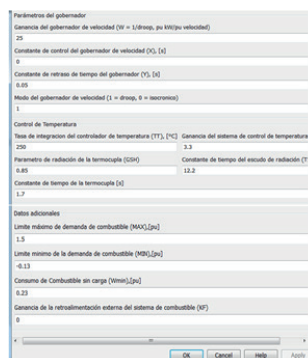 Parámetros del gobernador
Ganancia del gobernador de velocidad (W = 1/droop, pu kW/pu velocidad)
25
Constante de control del gobernador de velocidad (X), [s]
0
Constante de retraso de tiempo del gobernador (Y), [s]
0.05
Modo del gobernador de velocidad (1 = droop, 0 = isocronico)
1
Control de Temperatura
Tasa de integracion del controlador de temperatura (TT), [°C] Ganancia del sistema de control de temperatura
250 3.3
Parametro de radiación de la termocupla (GSH) Constante de tiempo del escudo de radiación (T
0.85 12.2
Constante de tiempo de la termocupla [s]
1.7
Datos adicionales
Limite máximo de demanda de combustible (MAX),[pu]
1.5
Limite minimo de la demanda de combustible (MIN),[pu]
-0.13
Consumo de Combustible sin carga (Wmin),[pu]
0.23
Ganancia de la retroalimentación externa del sistema de combustible (KF)
0
OK Cancel Help Apply